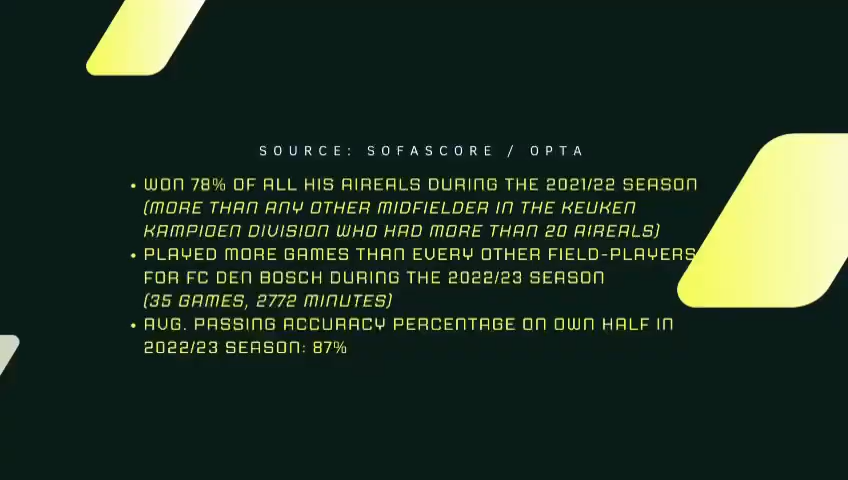 SOURCE: SOFASCORE / OPTA
• WON 78% OF ALL HIS AIREALS DURING THE 2021/22 SEASON
(MORE THAN ANY OTHER MIDFIELDER IN THE KEUKEN
KAMPIOEN DIVISION WHO HAD MORE THAN 20 AIREALS)
• PLAYED MORE GAMES THAN EVERY OTHER FIELD-PLAYERS
FOR FC DEN BOSCH DURING THE 2022/23 SEASON
(35 GAMES, 2772 MINUTES)
• AVG. PASSING ACCURACY PERCENTAGE ON OWN HALF IN
2022/23 SEASON: 87%